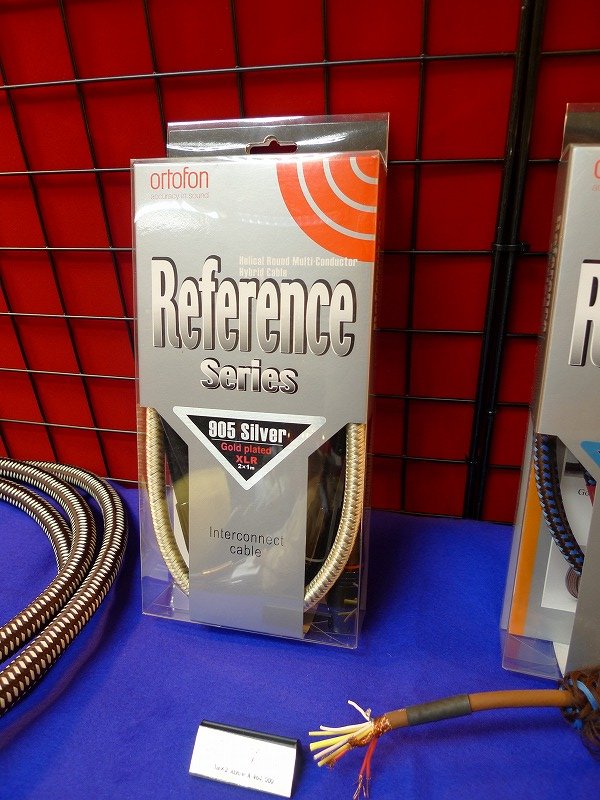 ortofon
accuracy in sound
Helical Round Multi-Conductor
Hybrid Cable
Reference
Series
905 Silver
Gold plated
XLR
2×1m
Interconnect
cable
R
Go